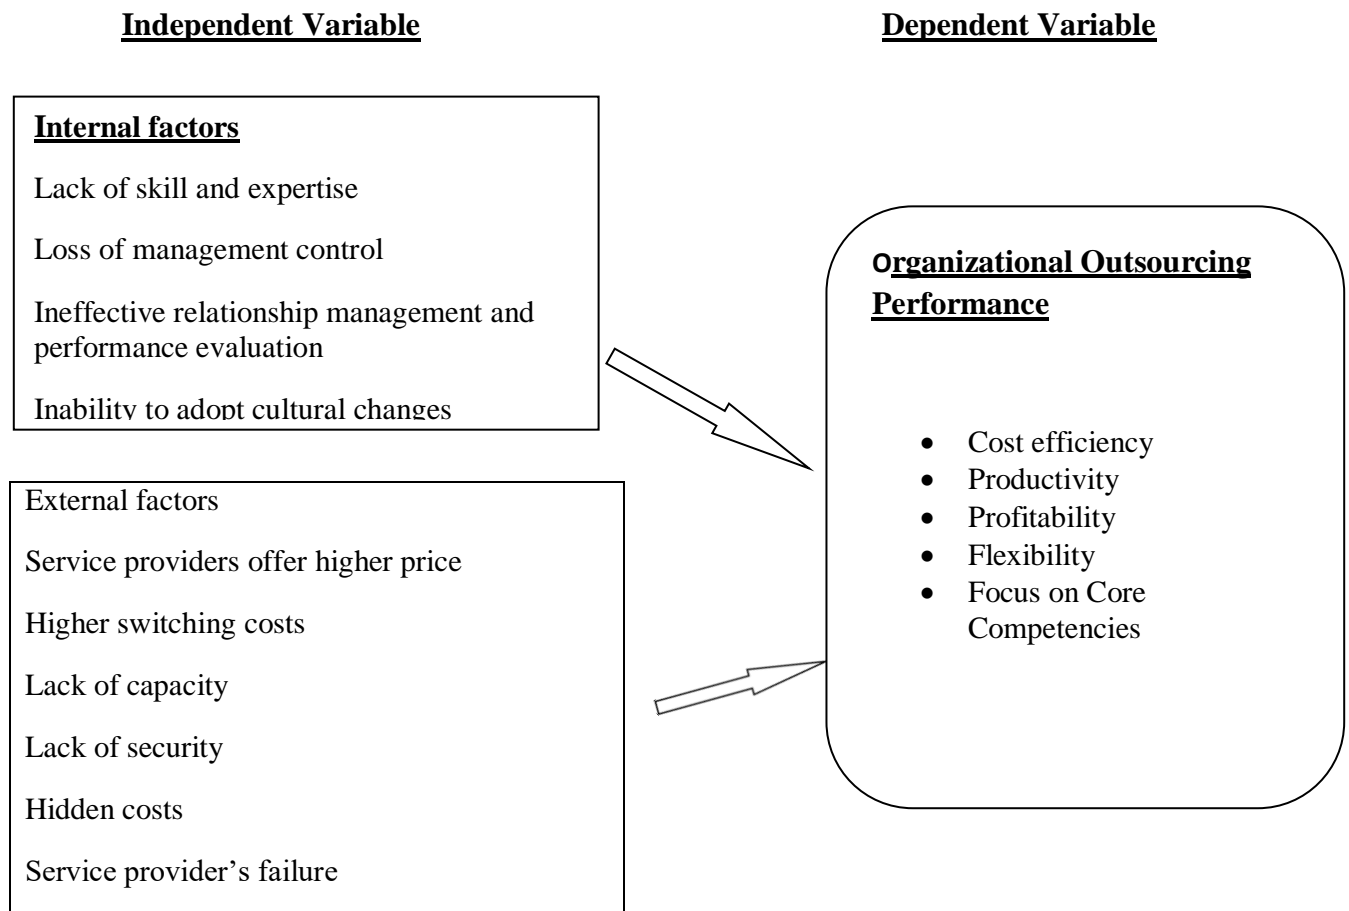 Independent Variable
Dependent Variable
Internal factors
Lack of skill and expertise
Loss of management control
Ineffective relationship management and
performance evaluation
Inability to adopt cultural changes
External factors
Service providers offer higher price
Higher switching costs
Lack of capacity
Lack of security
Hidden costs
Service provider’s failure
Organizational Outsourcing
Performance
• Cost efficiency
• Productivity
• Profitability
• Flexibility
• Focus on Core
Competencies